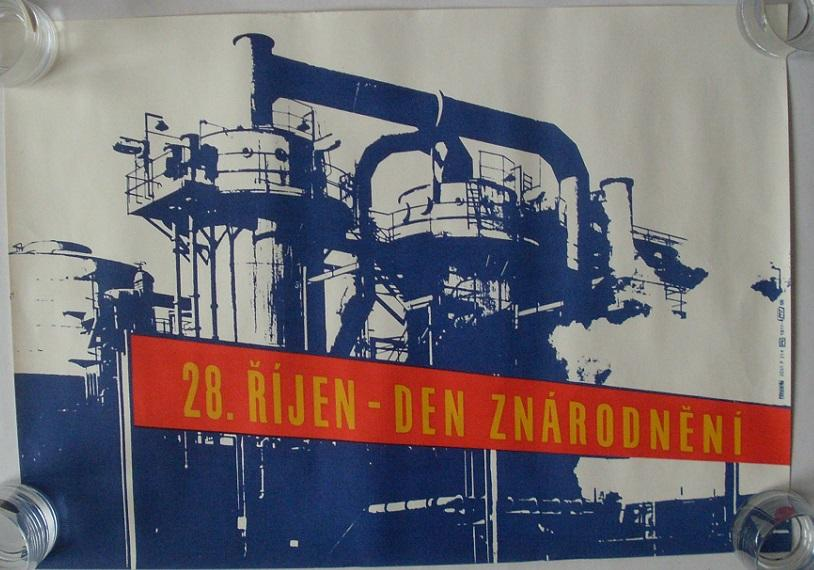 28. ŘÍJEN - DEN ZNÁRODNĚNÍ